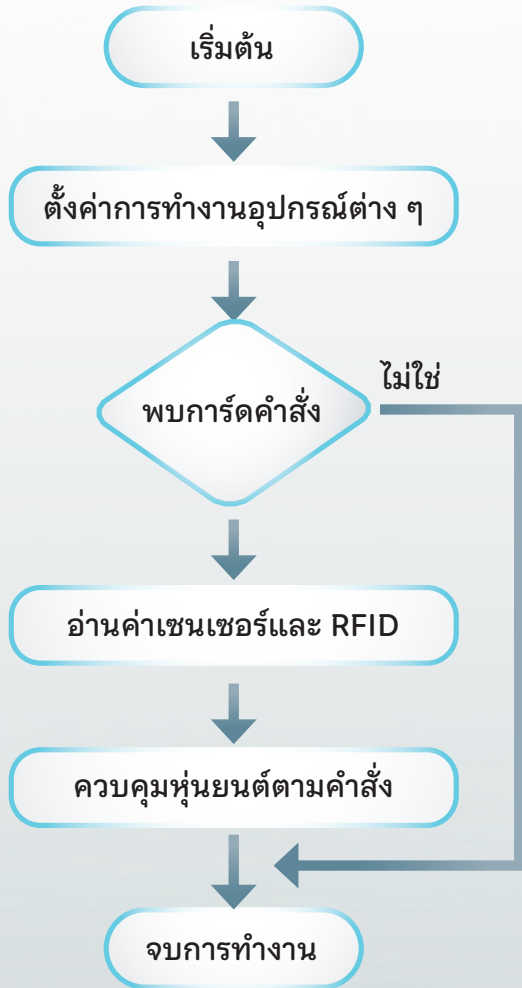 เริ่มต้น
ตั้งค่าการทำงานอุปกรณ์ต่าง ๆ
ไม่ใช่
พบการ์ดคำสั่ง
อ่านค่าเซนเซอร์และ RFID
ควบคุมหุ่นยนต์ตามคำสั่ง
จบการทำงาน